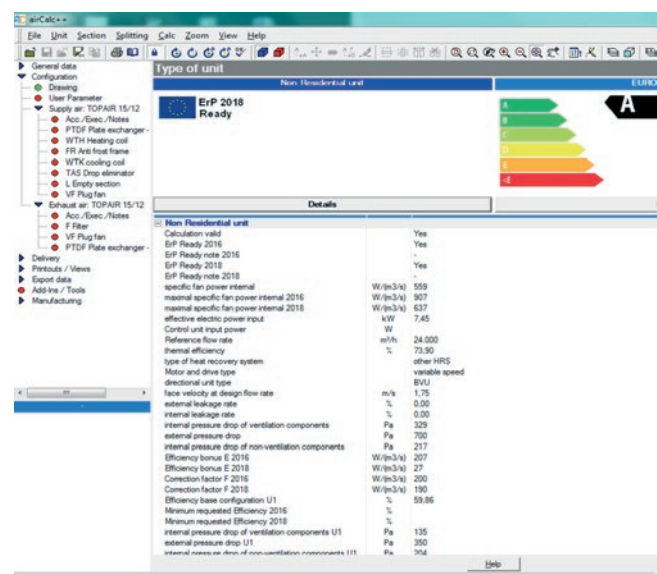 airCalc++
File Unit Section Splitting Calc Zoom View Help
General data
Configuration
Drawing
User Parameter
Supply air: TOPAIR 15/12
Acc./Exec./Notes
PTDF Plate exchanger -
WTH Heating coil
FR Anti frost frame
WTK cooling coil
TAS Drop eliminator
L Empty section
VF Plug fan
Exhaust air: TOPAIR 15/12
Acc./Exec./Notes
F Filter
VF Plug fan
PTDF Plate exchanger -
Delivery
Printouts / Views
Export data
Add-Ins / Tools
Manufacturing
Type of unit
Non Residential unit
EURO
ErP 2018
Ready
A
B
C
D
E
<E
A
Details
Non Residential unit
Calculation valid Yes
ErP Ready 2016 Yes
ErP Ready note 2016 -
ErP Ready 2018 Yes
ErP Ready note 2018 -
specific fan power internal W/(m3/s) 559
maximal specific fan power internal 2016 W/(m3/s) 907
maximal specific fan power internal 2018 W/(m3/s) 637
effective electric power input kW 7,45
Control unit input power W
Reference flow rate m³/h 24.000
thermal efficiency % 73,90
type of heat recovery system other HRS
Motor and drive type variable speed
directional unit type BVU
face velocity at design flow rate m/s 1,75
external leakage rate % 0,00
internal leakage rate % 0,00
internal pressure drop of ventilation components Pa 329
external pressure drop Pa 700
internal pressure drop of non-ventilation components Pa 217
Efficiency bonus E 2016 W/(m3/s) 207
Efficiency bonus E 2018 W/(m3/s) 27
Correction factor F 2016 W/(m3/s) 200
Correction factor F 2018 W/(m3/s) 190
Efficiency base configuration U1 % 59,86
Minimum requested Efficiency 2016 %
Minimum requested Efficiency 2018 %
internal pressure drop of ventilation components U1 Pa 135
external pressure drop U1 Pa 350
internal pressure drop of non-ventilation components U1 Pa 204
Help